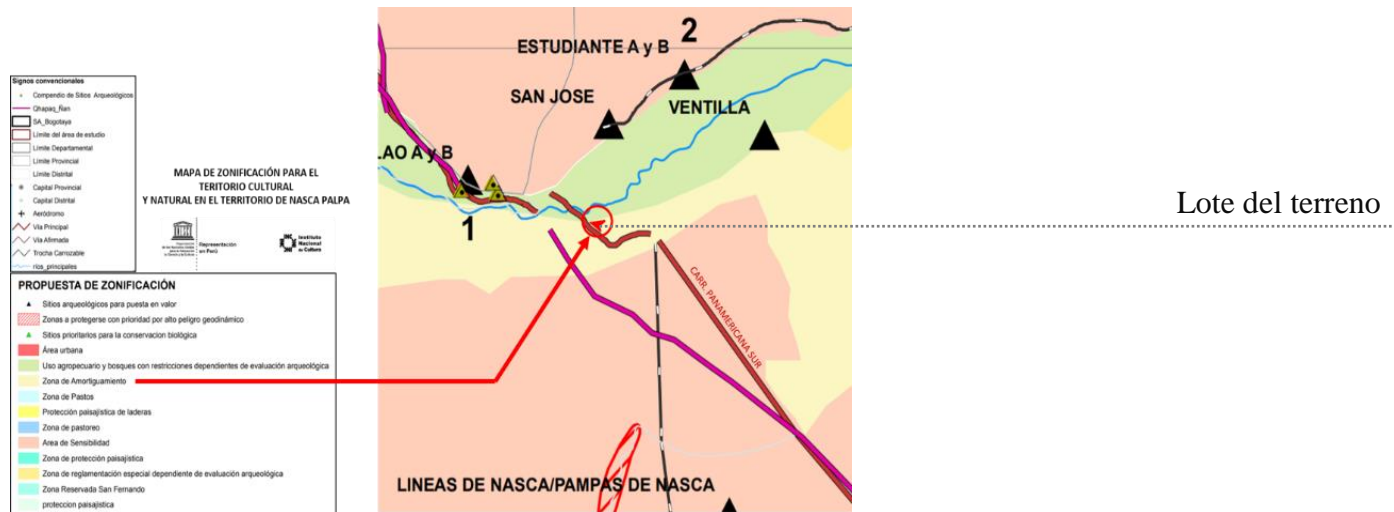 Signos convencionales
Compendio de Sitios Arqueológicos
Qhapaq_Ñan
SA_Bogotaya
Límite del área de estudio
Límite Departamental
Límite Provincial
Límite Distrital
Capital Provincial
Capital Distrital
Aeródromo
Vía Principal
Vía Afirmada
Trocha Carrozable
ríos_principales
MAPA DE ZONIFICACIÓN PARA EL
TERITORIO CULTURAL
Y NATURAL EN EL TERRITORIO DE NASCA PALPA
Representación
en Perú
Instituto
Nacional
de Cultura
PROPUESTA DE ZONIFICACIÓN
Sitios arqueológicos para puesta en valor
Zonas a protegerse con prioridad por alto peligro geodinámico
Sitios prioritarios para la conservacion biológica
Área urbana
Uso agropecuario y bosques con restricciones dependientes de evaluación arqueológica
Zona de Amortiguamiento
Zona de Pastos
Protección paisajística de laderas
Zona de pastoreo
Area de Sensibilidad
Zona de protección paisajística
Zona de reglamentación especial dependiente de evaluación arqueológica
Zona Reservada San Fernando
proteccion paisajística
2
ESTUDIANTE A y B
SAN JOSE
VENTILLA
LAO A y B
1
CARR. PANAMERICANA SUR
LINEAS DE NASCA/PAMPAS DE NASCA
Lote del terreno